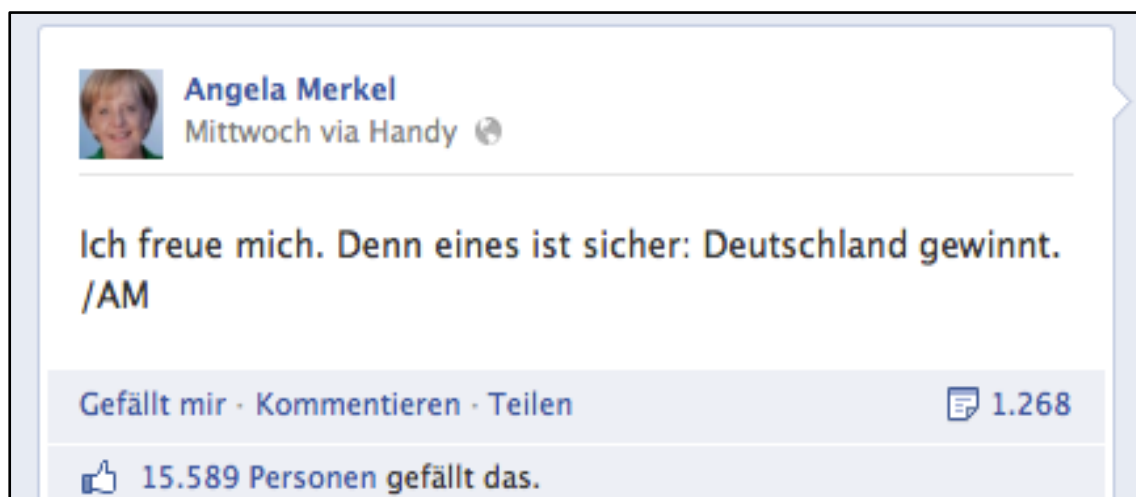 Angela Merkel
Mittwoch via Handy
Ich freue mich. Denn eines ist sicher: Deutschland gewinnt.
/AM
Gefällt mir · Kommentieren · Teilen 1.268
15.589 Personen gefällt das.